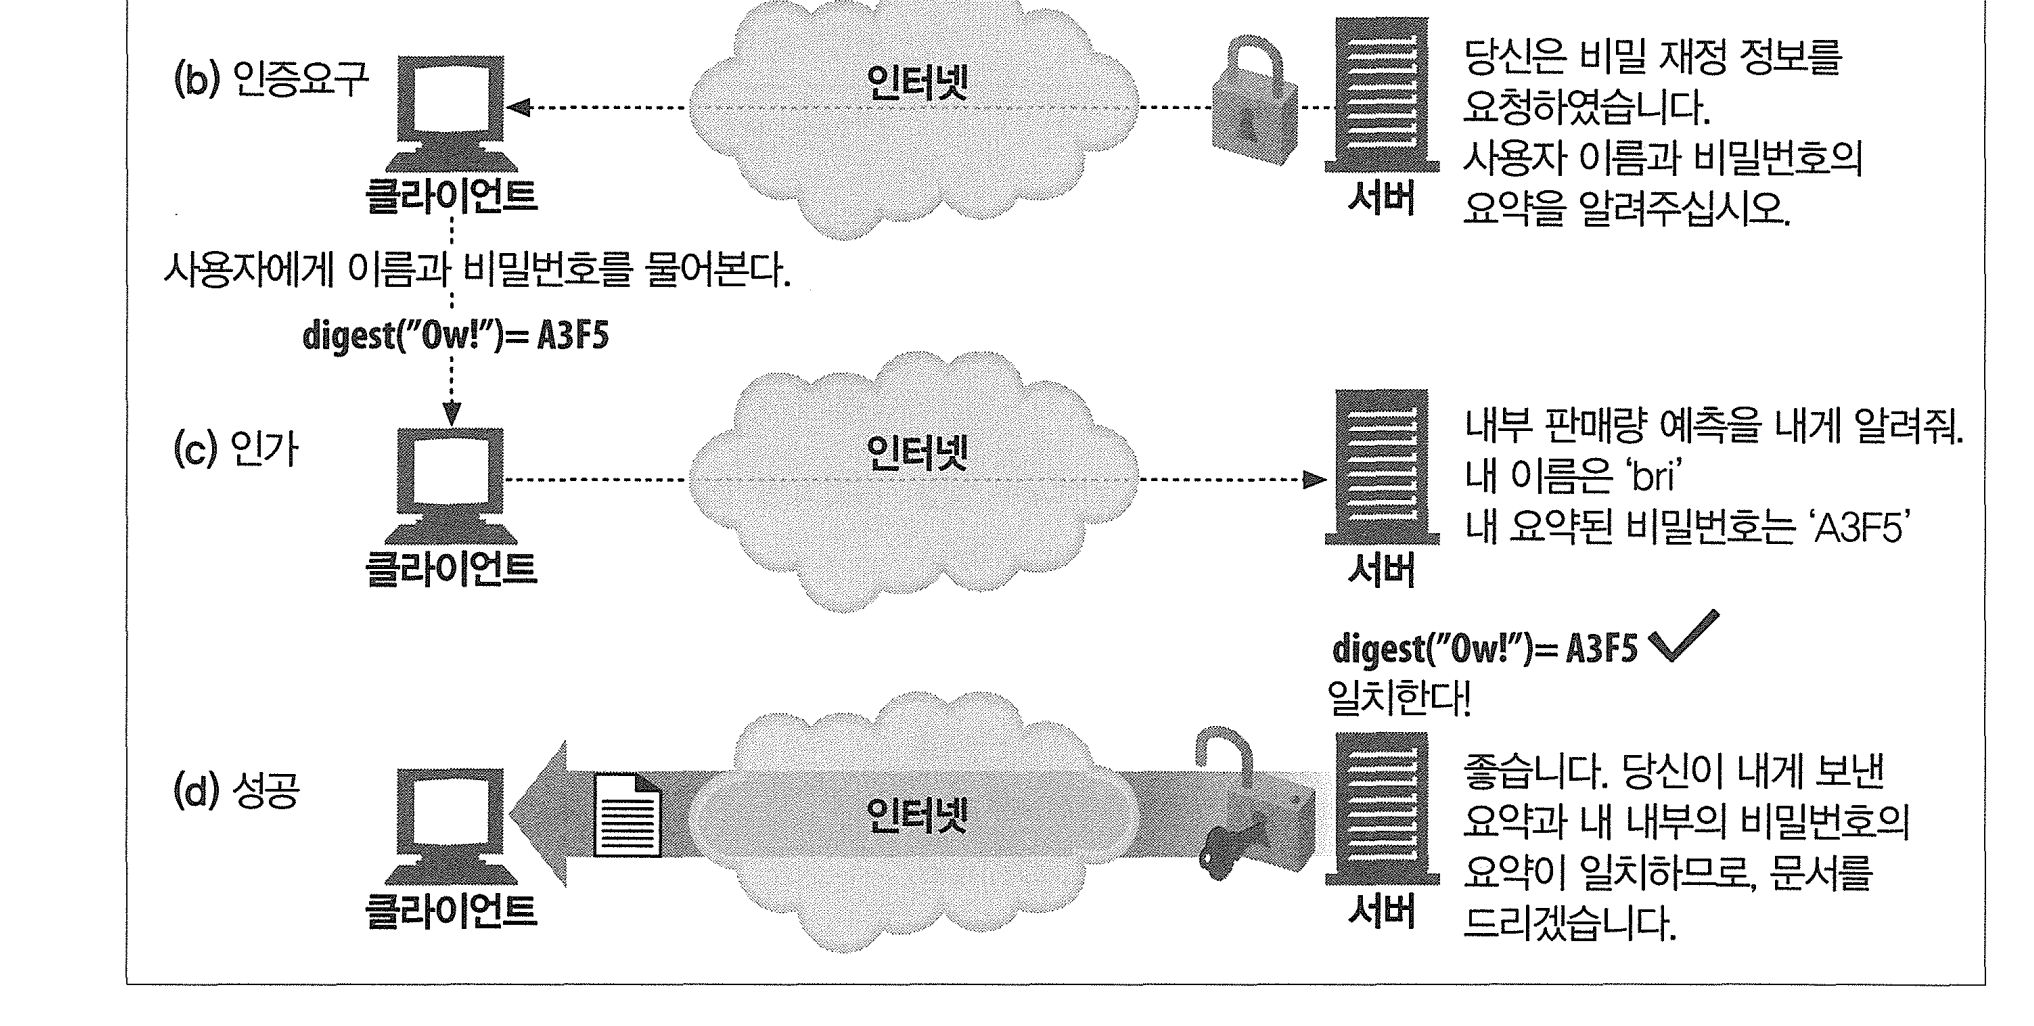 (b) 인증요구
인터넷
당신은 비밀 재정 정보를
요청하였습니다.
사용자 이름과 비밀번호의
요약을 알려주십시오.
클라이언트
서버
사용자에게 이름과 비밀번호를 물어본다.
digest("Ow!")= A3F5
(c) 인가
인터넷
내부 판매량 예측을 내게 알려줘.
내 이름은 ‘bri’
내 요약된 비밀번호는 ‘A3F5’
클라이언트
서버
digest("Ow!")= A3F5
일치한다!
(d) 성공
인터넷
좋습니다. 당신이 내게 보낸
요약과 내 내부의 비밀번호의
요약이 일치하므로, 문서를
드리겠습니다.
클라이언트
서버